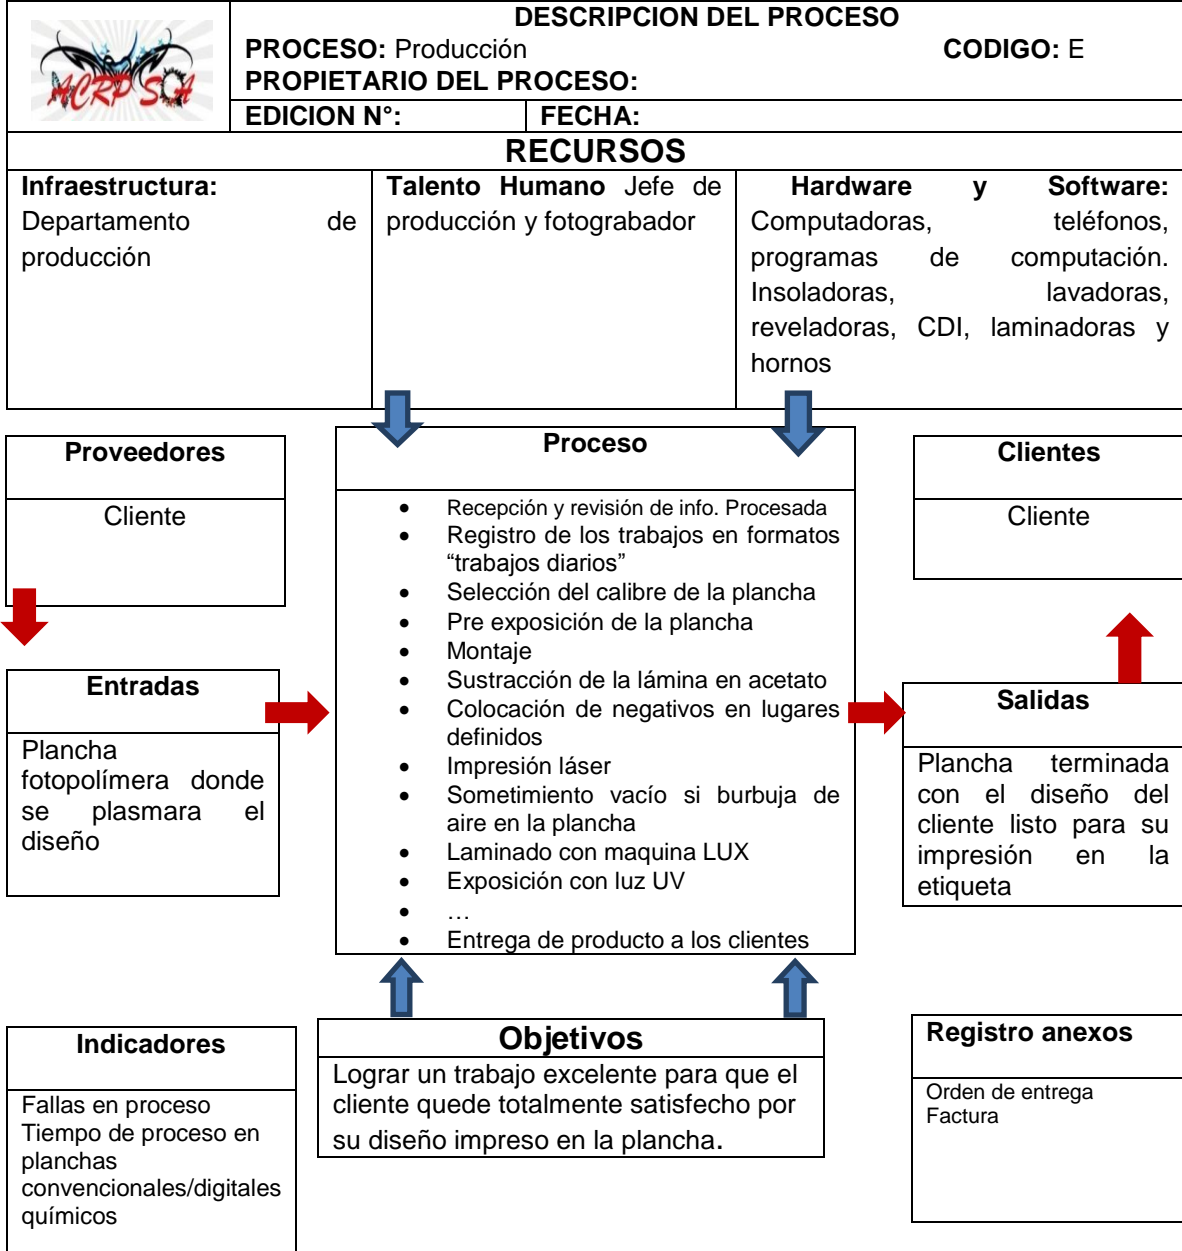 ACRP SCA
DESCRIPCION DEL PROCESO
PROCESO: Producción CODIGO: E
PROPIETARIO DEL PROCESO:
EDICION N°: FECHA:
RECURSOS
Infraestructura:
Departamento de
producción
Talento Humano Jefe de
producción y fotograbador
Hardware y Software:
Computadoras, teléfonos,
programas de computación.
Insoladoras, lavadoras,
reveladoras, CDI, laminadoras y
hornos
Proveedores
Cliente
Entradas
Plancha
fotopolímera donde
se plasmara el
diseño
Proceso
• Recepción y revisión de info. Procesada
• Registro de los trabajos en formatos
“trabajos diarios”
• Selección del calibre de la plancha
• Pre exposición de la plancha
• Montaje
• Sustracción de la lámina en acetato
• Colocación de negativos en lugares
definidos
• Impresión láser
• Sometimiento vacío si burbuja de
aire en la plancha
• Laminado con maquina LUX
• Exposición con luz UV
• …
• Entrega de producto a los clientes
Clientes
Cliente
Salidas
Plancha terminada
con el diseño del
cliente listo para su
impresión en la
etiqueta
Indicadores
Fallas en proceso
Tiempo de proceso en
planchas
convencionales/digitales
químicos
Objetivos
Lograr un trabajo excelente para que el
cliente quede totalmente satisfecho por
su diseño impreso en la plancha.
Registro anexos
Orden de entrega
Factura